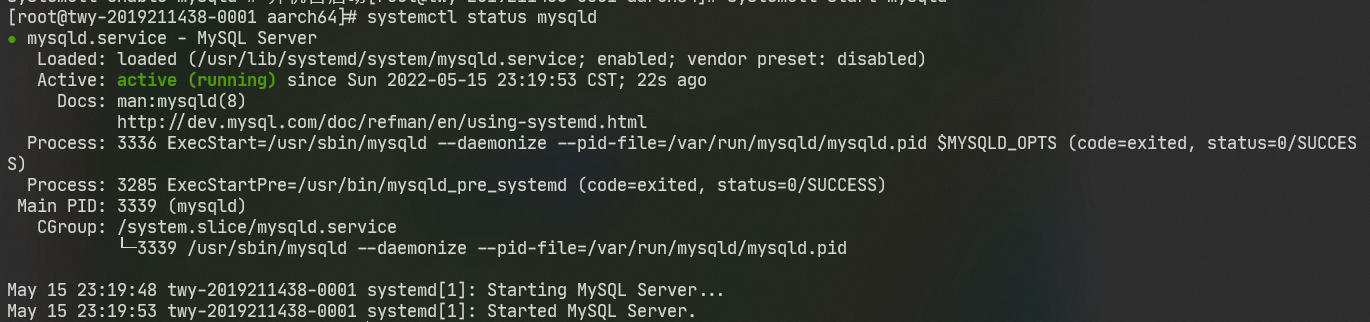 [root@twy-2019211438-0001 aarch64]# systemctl status mysqld
● mysqld.service - MySQL Server
Loaded: loaded (/usr/lib/systemd/system/mysqld.service; enabled; vendor preset: disabled)
Active: active (running) since Sun 2022-05-15 23:19:53 CST; 22s ago
Docs: man:mysqld(8)
http://dev.mysql.com/doc/refman/en/using-systemd.html
Process: 3336 ExecStart=/usr/sbin/mysqld --daemonize --pid-file=/var/run/mysqld/mysqld.pid $MYSQLD_OPTS (code=exited, status=0/SUCCES
S)
Process: 3285 ExecStartPre=/usr/bin/mysqld_pre_systemd (code=exited, status=0/SUCCESS)
Main PID: 3339 (mysqld)
CGroup: /system.slice/mysqld.service
└─3339 /usr/sbin/mysqld --daemonize --pid-file=/var/run/mysqld/mysqld.pid
May 15 23:19:48 twy-2019211438-0001 systemd[1]: Starting MySQL Server...
May 15 23:19:53 twy-2019211438-0001 systemd[1]: Started MySQL Server.